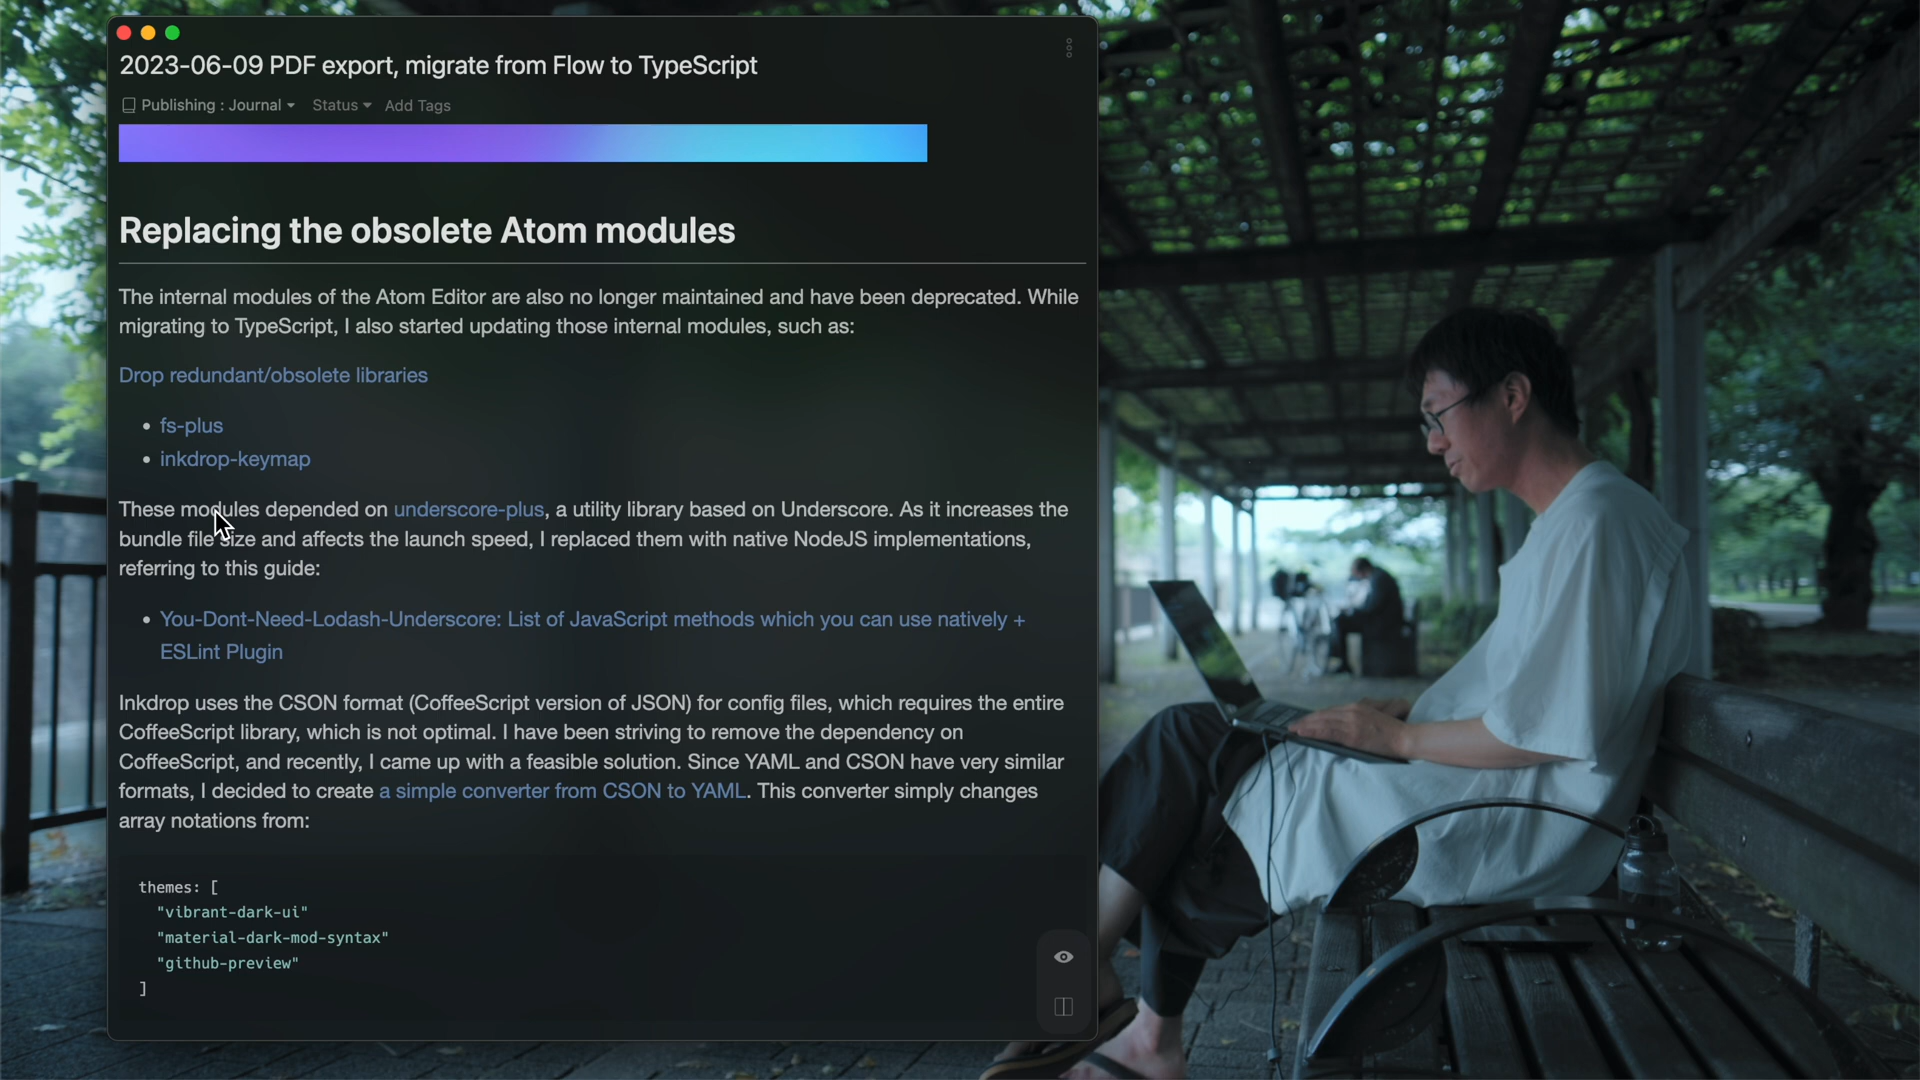 2023-06-09 PDF export, migrate from Flow to TypeScript
Publishing : Journal Status Add Tags
Replacing the obsolete Atom modules
The internal modules of the Atom Editor are also no longer maintained and have been deprecated. While
migrating to TypeScript, I also started updating those internal modules, such as:
Drop redundant/obsolete libraries
• fs-plus
• inkdrop-keymap
These modules depended on underscore-plus, a utility library based on Underscore. As it increases the
bundle file size and affects the launch speed, I replaced them with native NodeJS implementations,
referring to this guide:
• You-Dont-Need-Lodash-Underscore: List of JavaScript methods which you can use natively +
ESLint Plugin
Inkdrop uses the CSON format (CoffeeScript version of JSON) for config files, which requires the entire
CoffeeScript library, which is not optimal. I have been striving to remove the dependency on
CoffeeScript, and recently, I came up with a feasible solution. Since YAML and CSON have very similar
formats, I decided to create a simple converter from CSON to YAML. This converter simply changes
array notations from:
themes: [
"vibrant-dark-ui"
"material-dark-mod-syntax"
"github-preview"
]